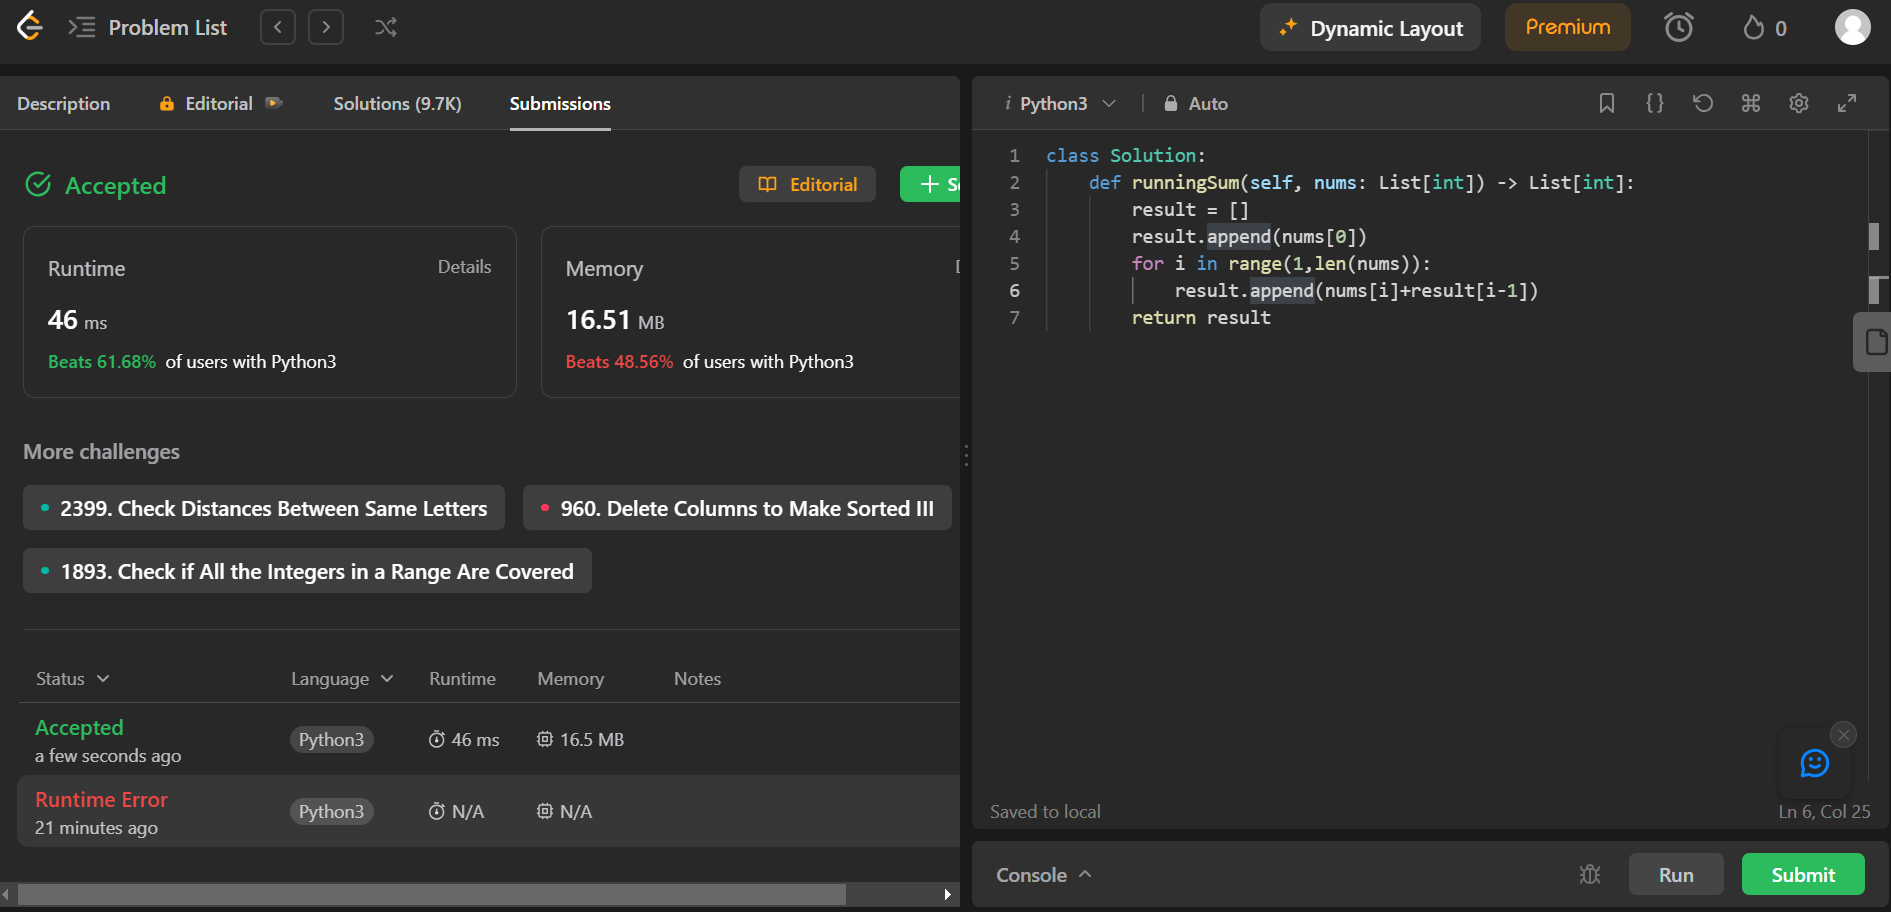 Problem List
Dynamic Layout
Premium
0
Description
Editorial
Solutions (9.7K)
Submissions
Accepted
Editorial
Runtime
Details
46 ms
Beats 61.68% of users with Python3
Memory
16.51 MB
Beats 48.56% of users with Python3
More challenges
2399. Check Distances Between Same Letters
960. Delete Columns to Make Sorted III
1893. Check if All the Integers in a Range Are Covered
Status
Language
Runtime
Memory
Notes
Accepted
a few seconds ago
Python3
46 ms
16.5 MB
Runtime Error
21 minutes ago
Python3
N/A
N/A
i Python3
Auto
1 class Solution:
2 def runningSum(self, nums: List[int]) -> List[int]:
3 result = []
4 result.append(nums[0])
5 for i in range(1,len(nums)):
6 result.append(nums[i]+result[i-1])
7 return result
Saved to local
Ln 6, Col 25
Console
Run
Submit